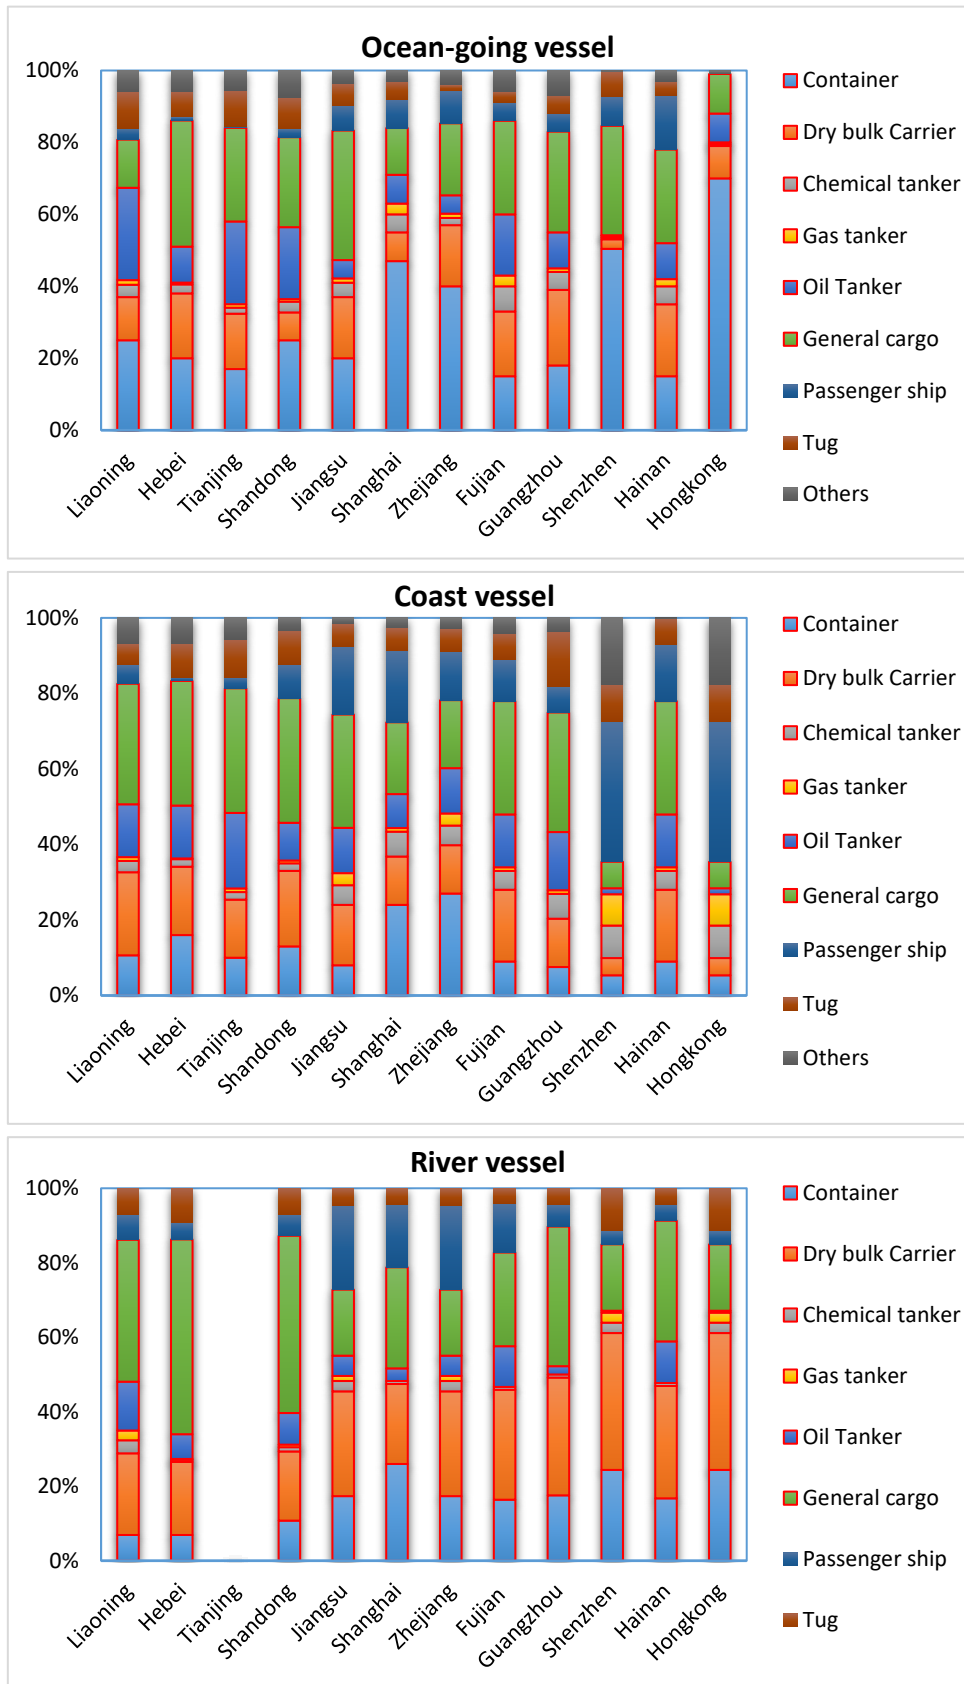 Ocean-going vessel
100%
80%
60%
40%
20%
0%
Liaoning
Hebei
Tianjing
Shandong
Jiangsu
Shanghai
Zhejiang
Fujian
Guangzhou
Shenzhen
Hainan
Hongkong
Container
Dry bulk Carrier
Chemical tanker
Gas tanker
Oil Tanker
General cargo
Passenger ship
Tug
Others
Coast vessel
100%
80%
60%
40%
20%
0%
Liaoning
Hebei
Tianjing
Shandong
Jiangsu
Shanghai
Zhejiang
Fujian
Guangzhou
Shenzhen
Hainan
Hongkong
Container
Dry bulk Carrier
Chemical tanker
Gas tanker
Oil Tanker
General cargo
Passenger ship
Tug
Others
River vessel
100%
80%
60%
40%
20%
0%
Liaoning
Hebei
Tianjing
Shandong
Jiangsu
Shanghai
Zhejiang
Fujian
Guangzhou
Shenzhen
Hainan
Hongkong
Container
Dry bulk Carrier
Chemical tanker
Gas tanker
Oil Tanker
General cargo
Passenger ship
Tug